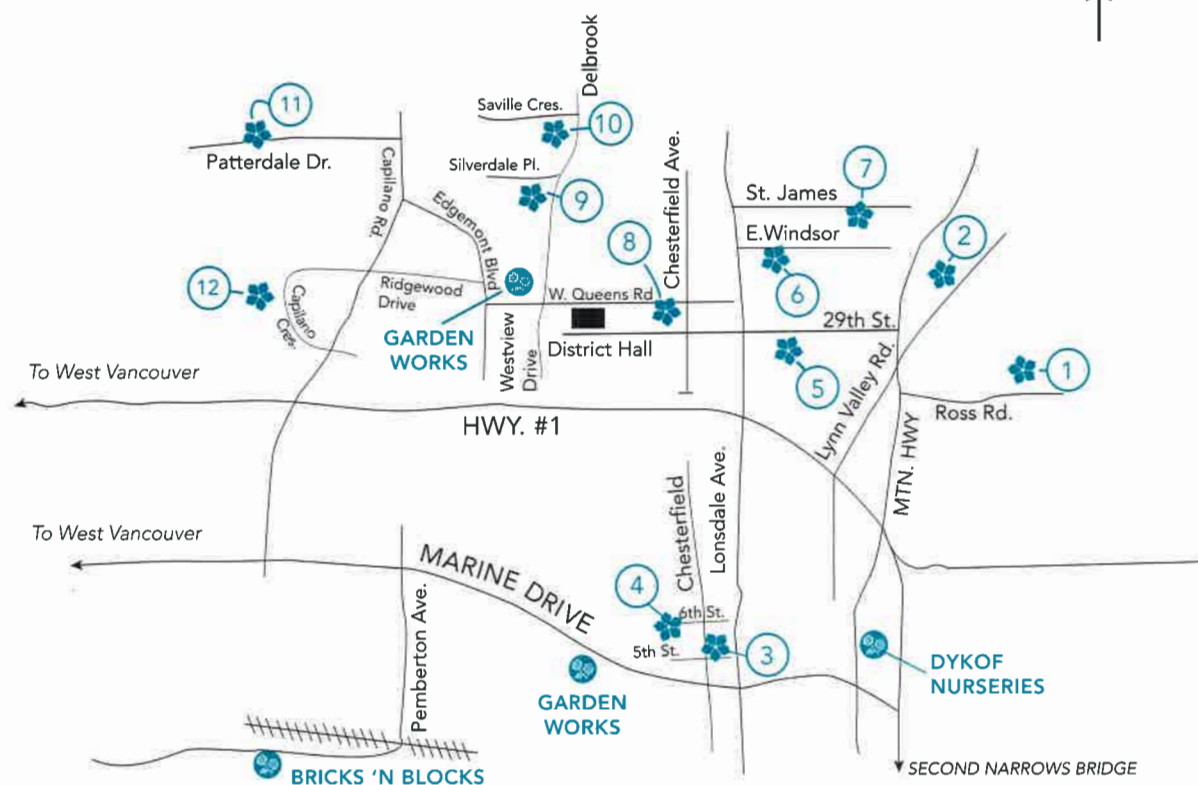 Delbrook
11
Saville Cres.
10
Patterdale Dr.
Capilano Rd.
Silverdale Pl.
9
Chesterfield Ave.
7
St. James
Edgemont Blvd
8
E.Windsor
2
12
Capilano
Cres.
Ridgewood
Drive
W. Queens Rd
6
29th St.
GARDEN
WORKS
Westview
Drive
District Hall
5
Lynn Valley Rd.
1
To West Vancouver
Ross Rd.
HWY. #1
MTN. HWY
Chesterfield
Lonsdale Ave.
To West Vancouver
MARINE DRIVE
4
6th St.
5th St.
3
Pemberton Ave.
DYKOF
NURSERIES
GARDEN
WORKS
BRICKS 'N BLOCKS
SECOND NARROWS BRIDGE